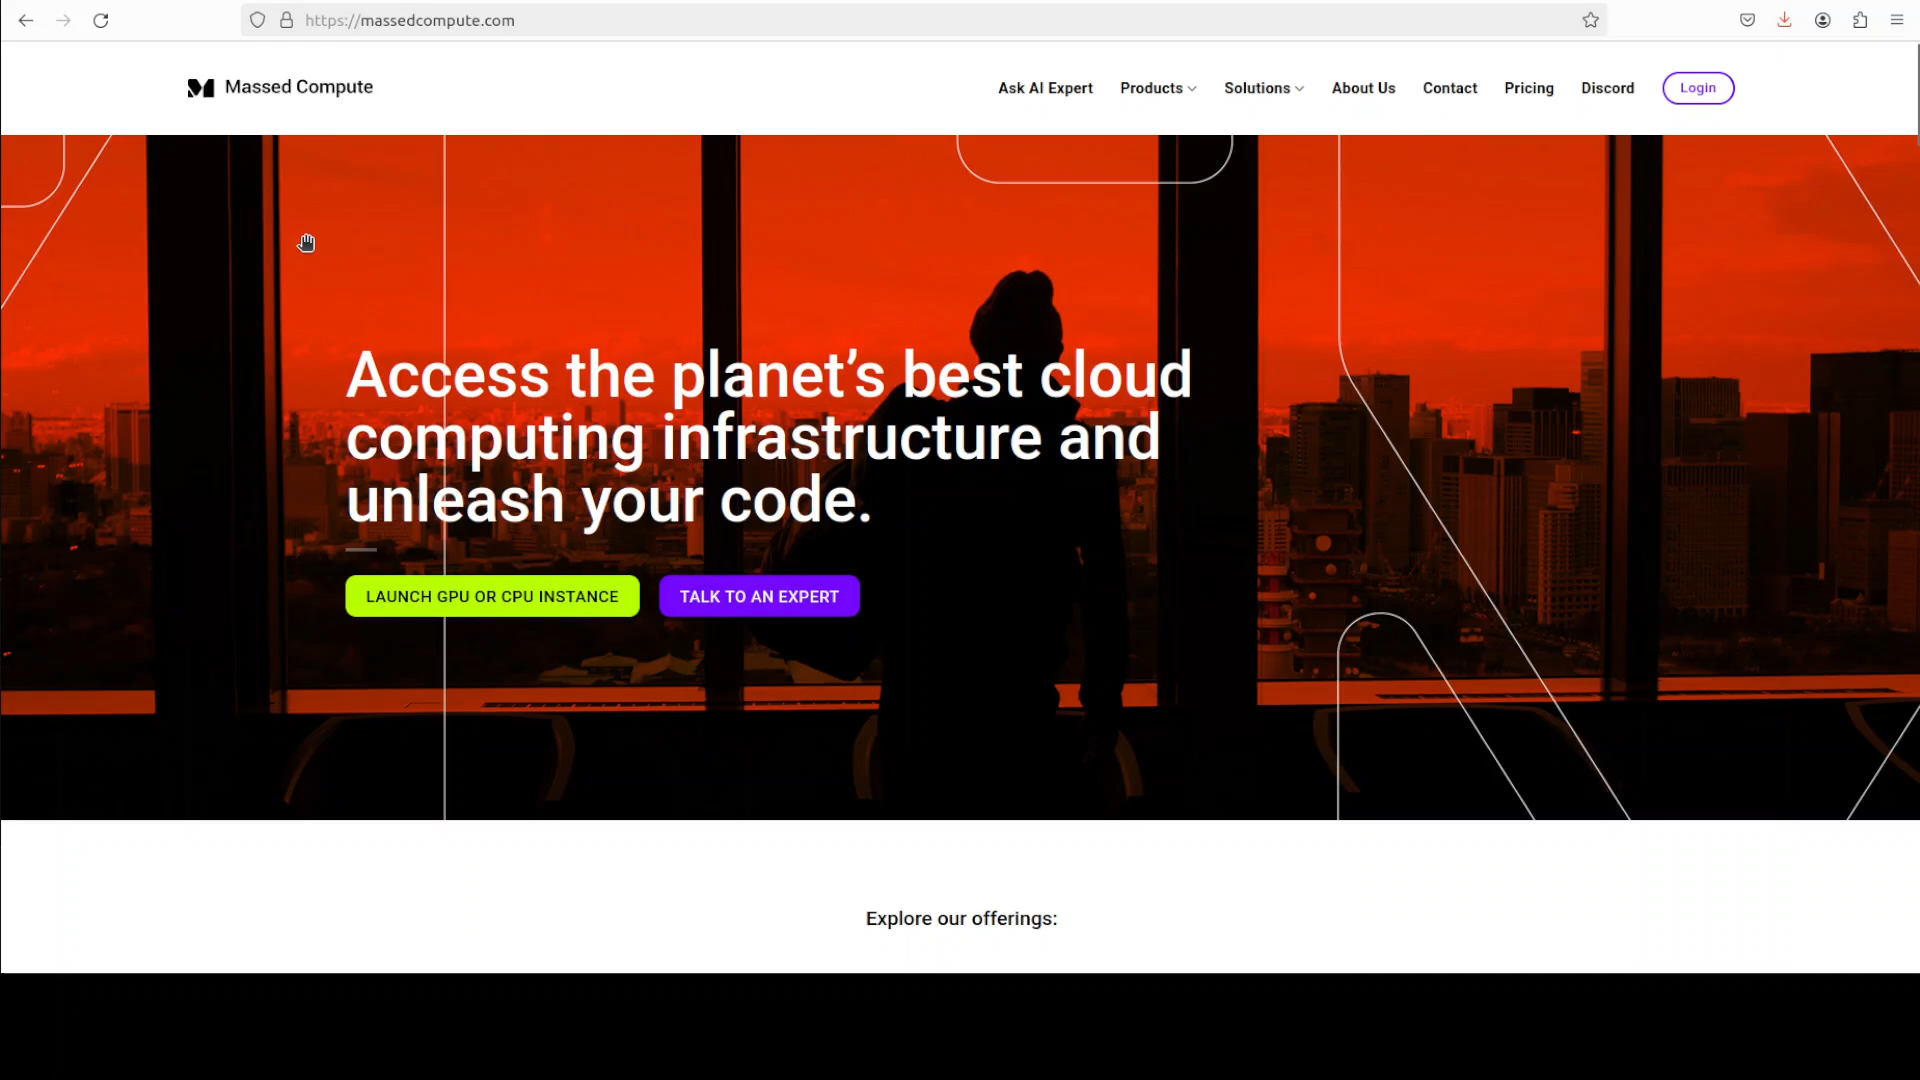 https://massedcompute.com
Massed Compute
Ask AI Expert
Products
Solutions
About Us
Contact
Pricing
Discord
Login
Access the planet’s best cloud
computing infrastructure and
unleash your code.
LAUNCH GPU OR CPU INSTANCE
TALK TO AN EXPERT
Explore our offerings: